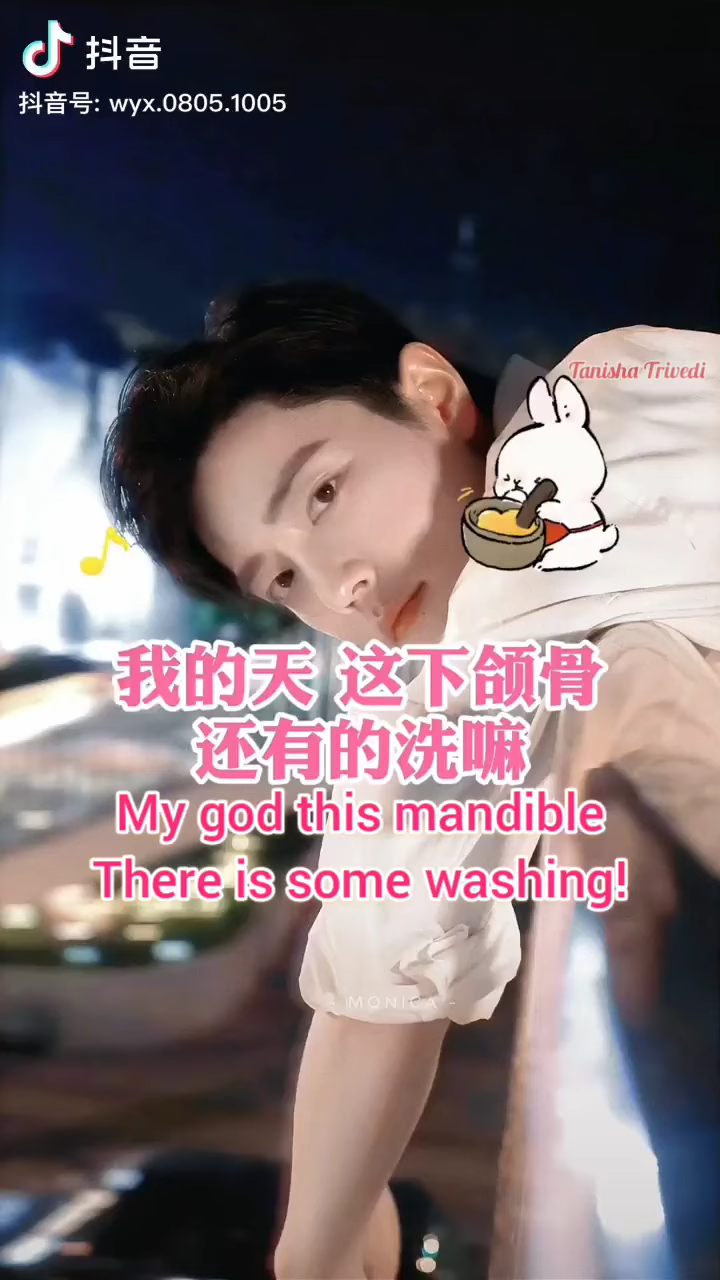 抖音
抖音号: wyx.0805.1005
Tanisha Trivedi
我的天 这下颌骨
还有的洗嘛
My god this mandible
There is some washing!
- MONICA -